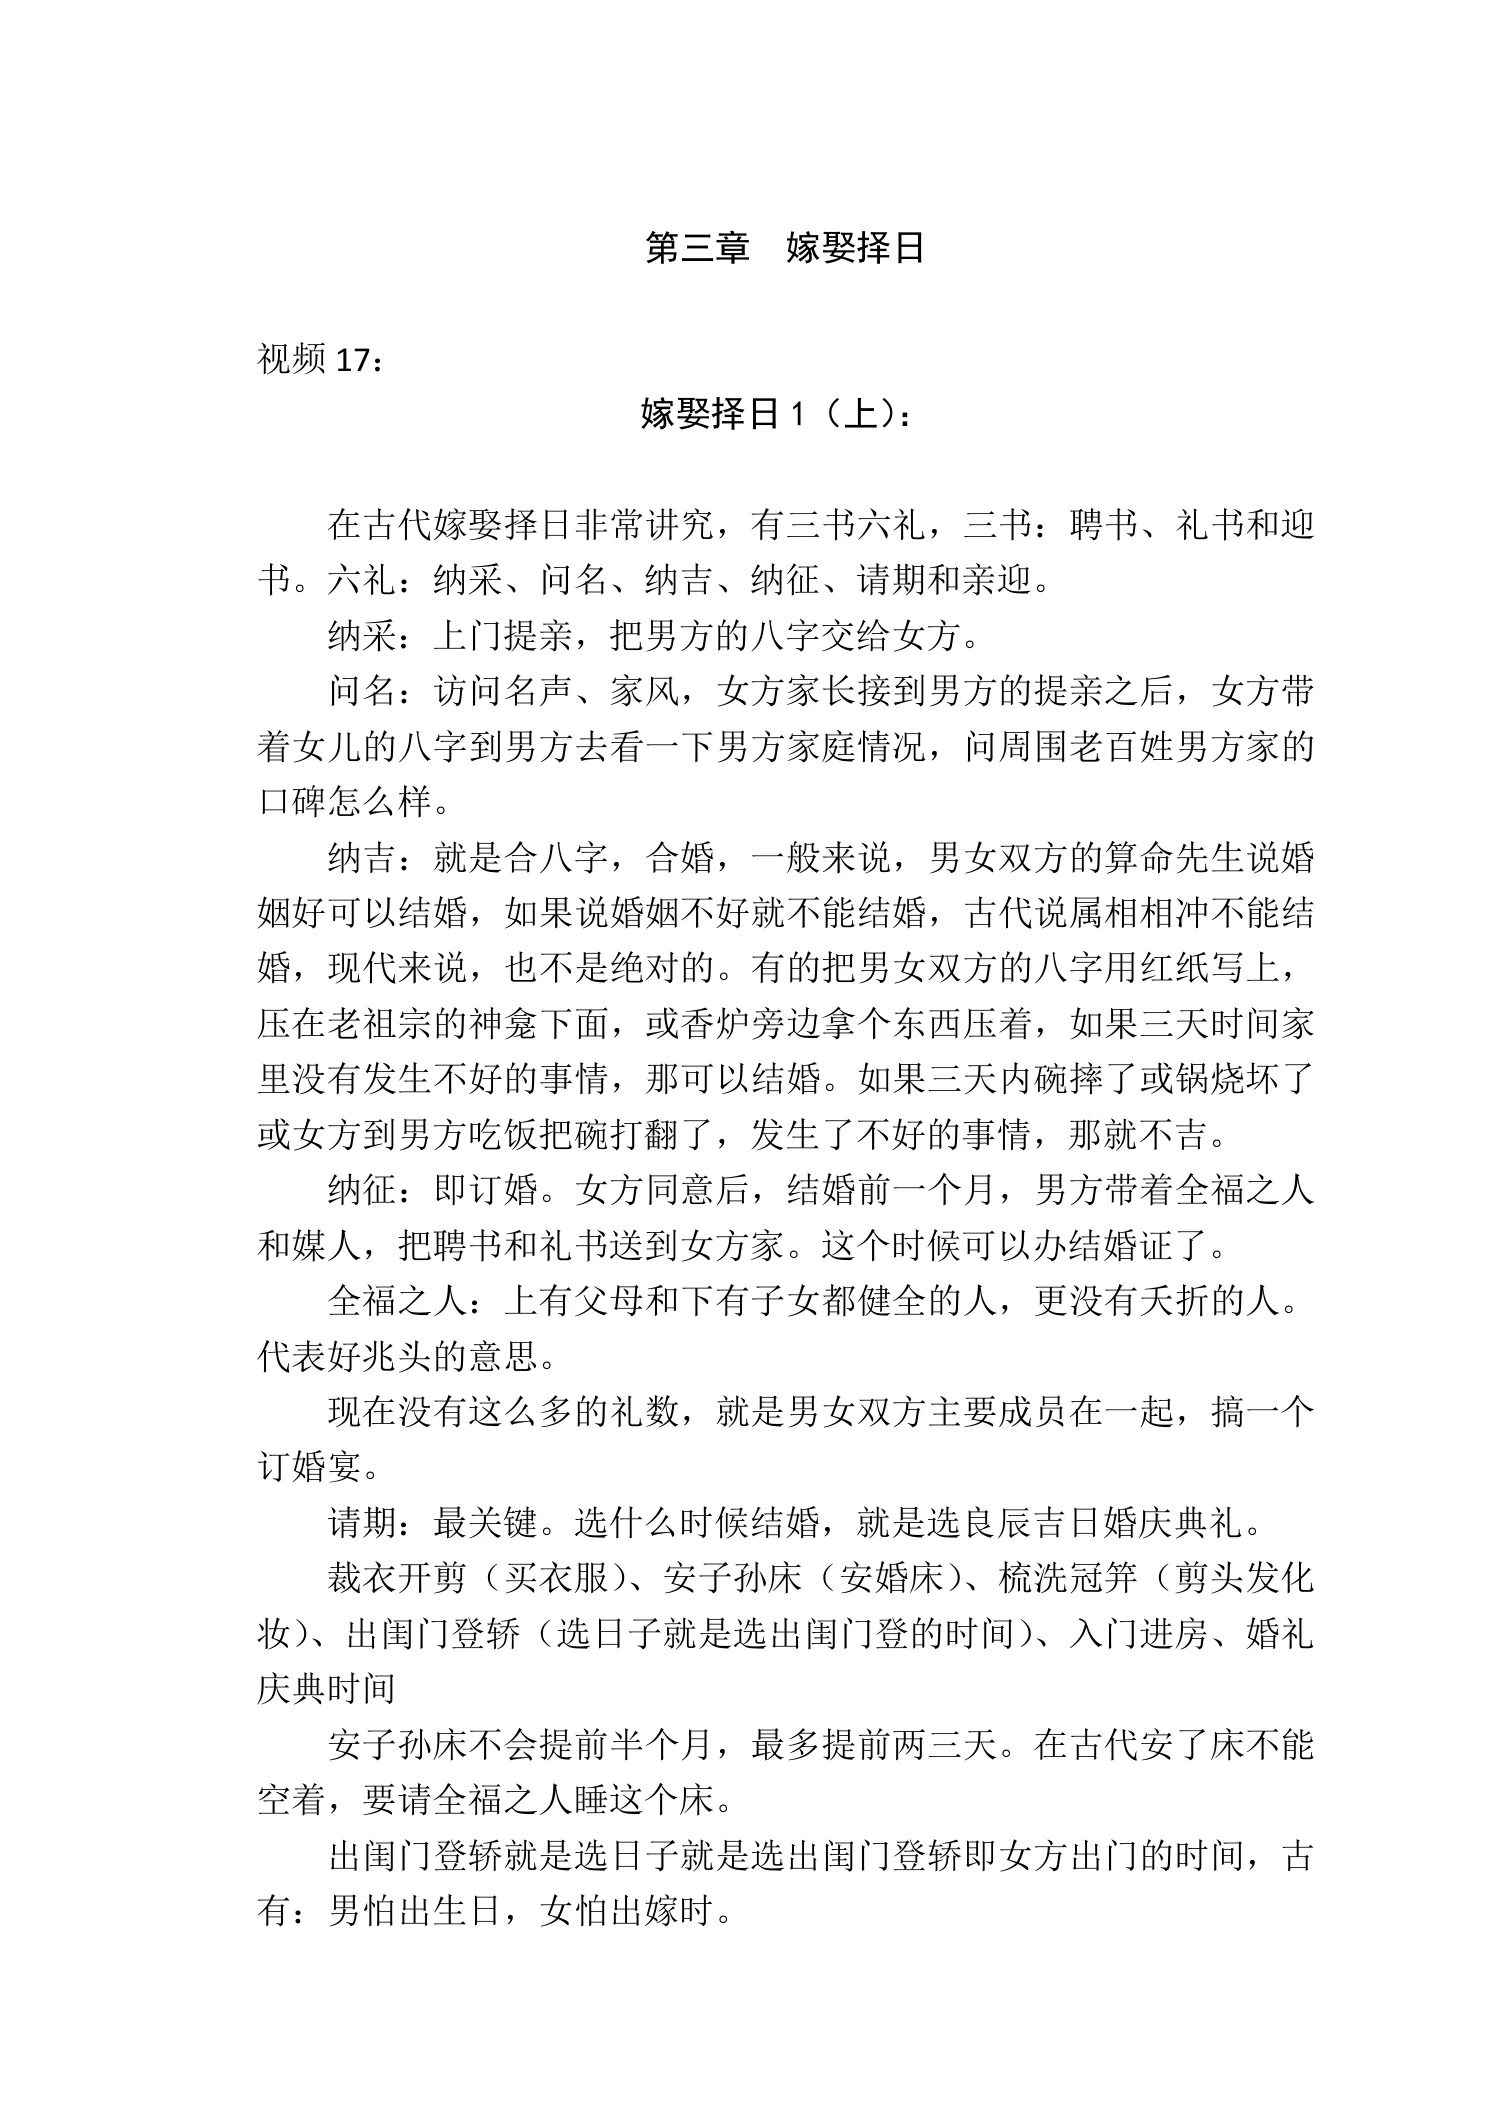 第三章　嫁娶择日
视频 17：
嫁娶择日 1（上）：
在古代嫁娶择日非常讲究，有三书六礼，三书：聘书、礼书和迎
书。六礼：纳采、问名、纳吉、纳征、请期和亲迎。
纳采：上门提亲，把男方的八字交给女方。
问名：访问名声、家风，女方家长接到男方的提亲之后，女方带
着女儿的八字到男方去看一下男方家庭情况，问周围老百姓男方家的
口碑怎么样。
纳吉：就是合八字，合婚，一般来说，男女双方的算命先生说婚
姻好可以结婚，如果说婚姻不好就不能结婚，古代说属相相冲不能结
婚，现代来说，也不是绝对的。有的把男女双方的八字用红纸写上，
压在老祖宗的神龛下面，或香炉旁边拿个东西压着，如果三天时间家
里没有发生不好的事情，那可以结婚。如果三天内碗摔了或锅烧坏了
或女方到男方吃饭把碗打翻了，发生了不好的事情，那就不吉。
纳征：即订婚。女方同意后，结婚前一个月，男方带着全福之人
和媒人，把聘书和礼书送到女方家。这个时候可以办结婚证了。
全福之人：上有父母和下有子女都健全的人，更没有夭折的人。
代表好兆头的意思。
现在没有这么多的礼数，就是男女双方主要成员在一起，搞一个
订婚宴。
请期：最关键。选什么时候结婚，就是选良辰吉日婚庆典礼。
裁衣开剪（买衣服）、安子孙床（安婚床）、梳洗冠笄（剪头发化
妆）、出闺门登轿（选日子就是选出闺门登的时间）、入门进房、婚礼
庆典时间
安子孙床不会提前半个月，最多提前两三天。在古代安了床不能
空着，要请全福之人睡这个床。
出闺门登轿就是选日子就是选出闺门登轿即女方出门的时间，古
有：男怕出生日，女怕出嫁时。